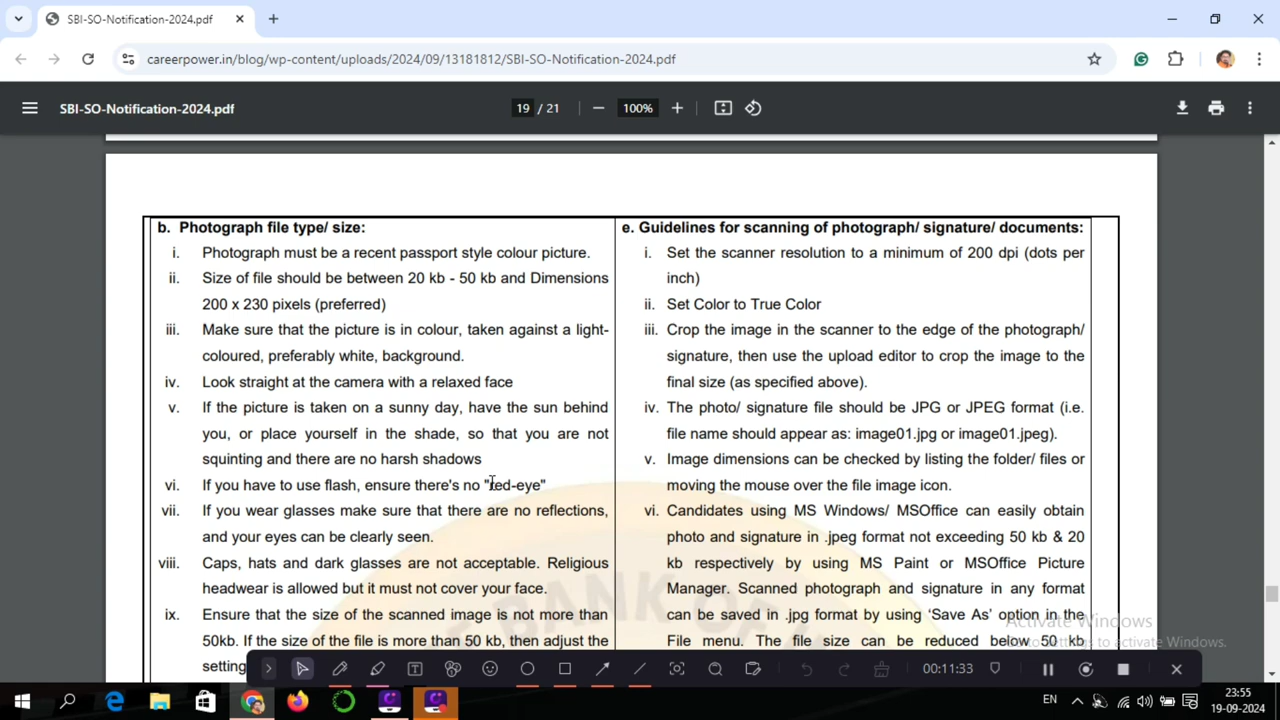 SBI-SO-Notification-2024.pdf
careerpower.in/blog/wp-content/uploads/2024/09/13181812/SBI-SO-Notification-2024.pdf
SBI-SO-Notification-2024.pdf
19 / 21
100%
b. Photograph file type/ size:
i. Photograph must be a recent passport style colour picture.
ii. Size of file should be between 20 kb - 50 kb and Dimensions
200 x 230 pixels (preferred)
iii. Make sure that the picture is in colour, taken against a light-
coloured, preferably white, background.
iv. Look straight at the camera with a relaxed face
v. If the picture is taken on a sunny day, have the sun behind
you, or place yourself in the shade, so that you are not
squinting and there are no harsh shadows
vi. If you have to use flash, ensure there's no "red-eye"
vii. If you wear glasses make sure that there are no reflections,
and your eyes can be clearly seen.
viii. Caps, hats and dark glasses are not acceptable. Religious
headwear is allowed but it must not cover your face.
ix. Ensure that the size of the scanned image is not more than
50kb. If the size of the file is more than 50 kb, then adjust the
e. Guidelines for scanning of photograph/ signature/ documents:
i. Set the scanner resolution to a minimum of 200 dpi (dots per
inch)
ii. Set Color to True Color
iii. Crop the image in the scanner to the edge of the photograph/
signature, then use the upload editor to crop the image to the
final size (as specified above).
iv. The photo/ signature file should be JPG or JPEG format (i.e.
file name should appear as: image01.jpg or image01.jpeg).
v. Image dimensions can be checked by listing the folder/ files or
moving the mouse over the file image icon.
vi. Candidates using MS Windows/ MSOffice can easily obtain
photo and signature in .jpeg format not exceeding 50 kb & 20
kb respectively by using MS Paint or MSOffice Picture
Manager. Scanned photograph and signature in any format
can be saved in .jpg format by using ‘Save As’ option in the
File menu. The file size can be reduced below 50 kb
BANK OF
Activate Windows
to activate Windows.
00:11:33
EN
23:55
19-09-2024